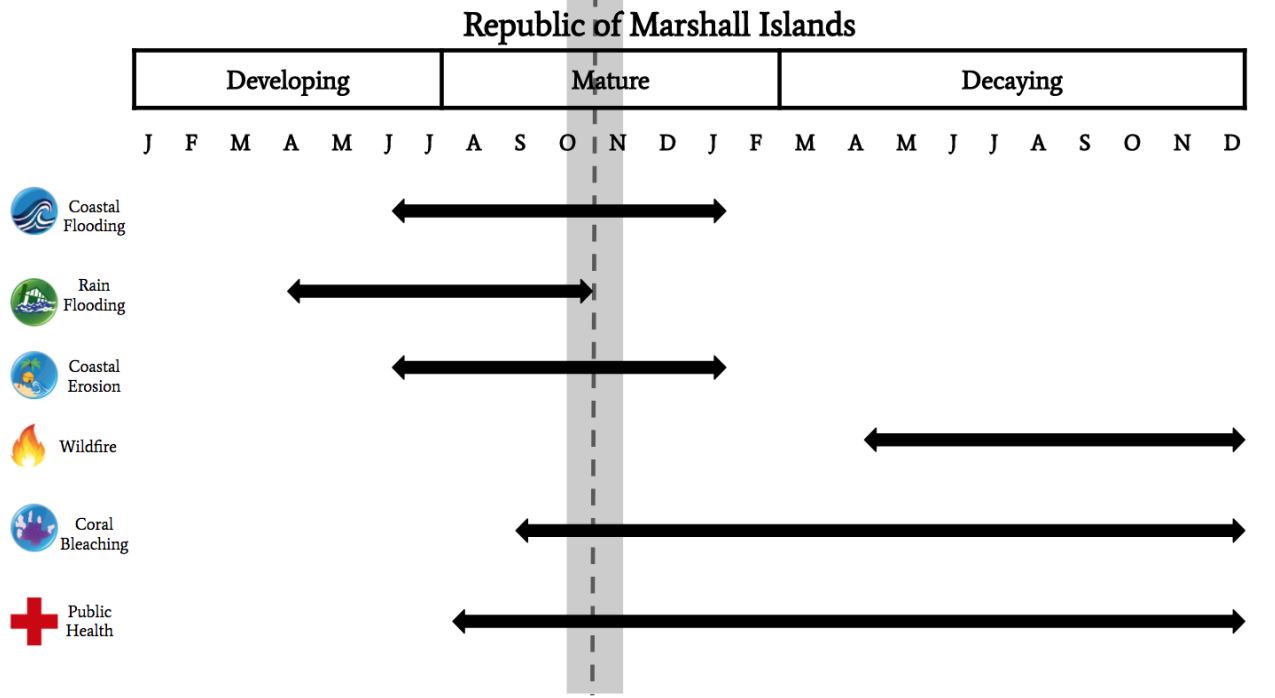 Republic of Marshall Islands
Developing Mature Decaying
J F M A M J J A S O N D J F M A M J J A S O N D
Coastal
Flooding
Rain
Flooding
Coastal
Erosion
Wildfire
Coral
Bleaching
Public
Health